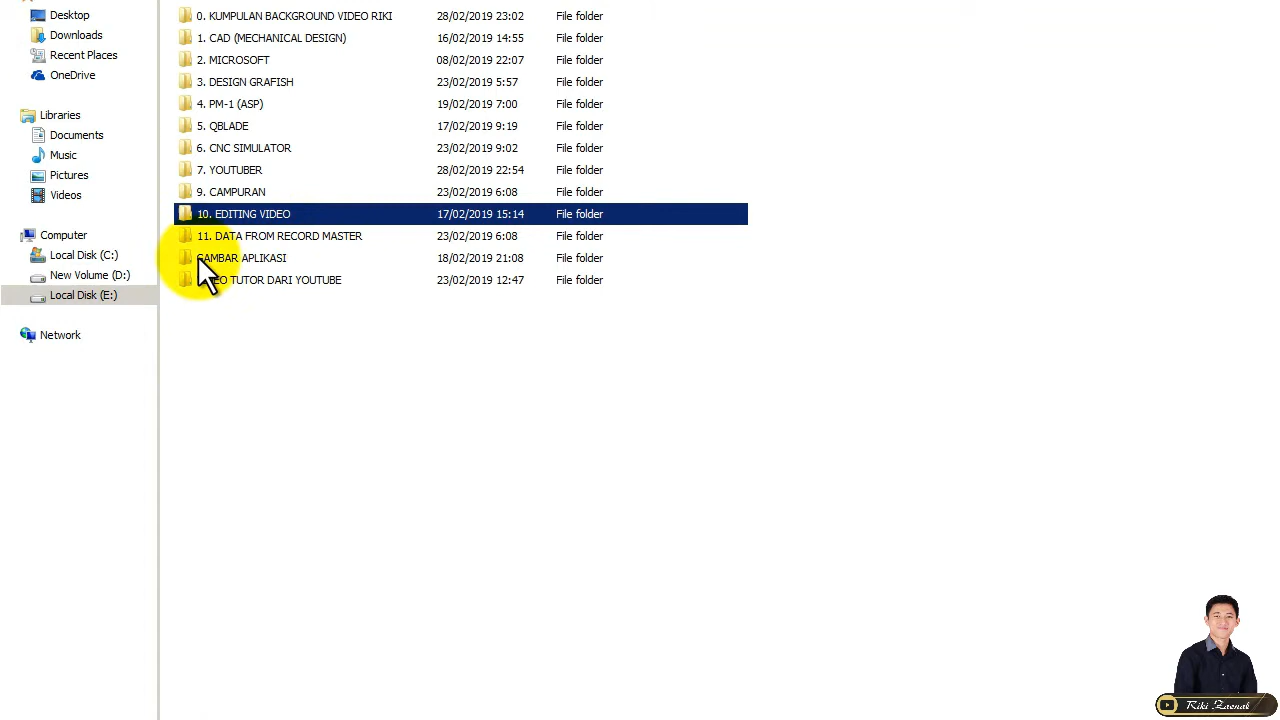 Desktop
Downloads
Recent Places
OneDrive
Libraries
Documents
Music
Pictures
Videos
Computer
Local Disk (C:)
New Volume (D:)
Local Disk (E:)
Network
0. KUMPULAN BACKGROUND VIDEO RIKI 28/02/2019 23:02 File folder
1. CAD (MECHANICAL DESIGN) 16/02/2019 14:55 File folder
2. MICROSOFT 08/02/2019 22:07 File folder
3. DESIGN GRAFISH 23/02/2019 5:57 File folder
4. PM-1 (ASP) 19/02/2019 7:00 File folder
5. QBLADE 17/02/2019 9:19 File folder
6. CNC SIMULATOR 23/02/2019 9:02 File folder
7. YOUTUBER 28/02/2019 22:54 File folder
9. CAMPURAN 23/02/2019 6:08 File folder
10. EDITING VIDEO 17/02/2019 15:14 File folder
11. DATA FROM RECORD MASTER 23/02/2019 6:08 File folder
GAMBAR APLIKASI 18/02/2019 21:08 File folder
TUTOR DARI YOUTUBE 23/02/2019 12:47 File folder
Riki Zaenal